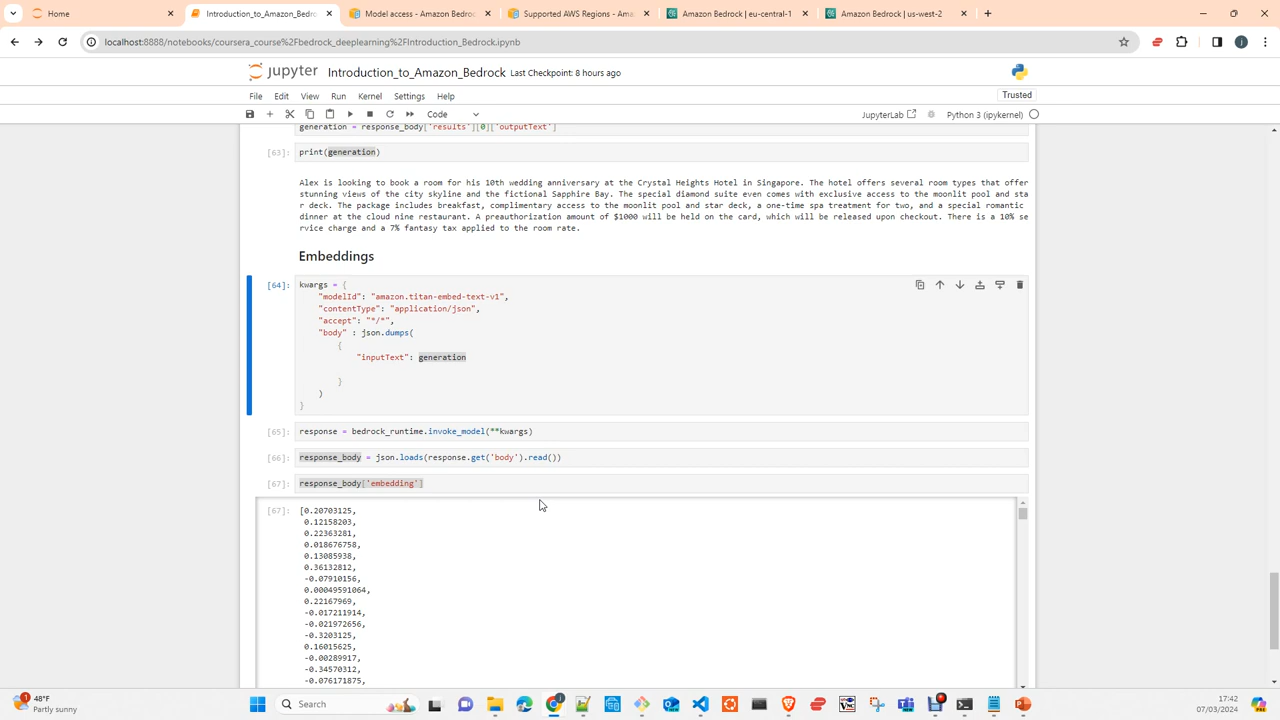 Home
Introduction_to_Amazon_Bedro
Model access - Amazon Bedroc
Supported AWS Regions - Ama
Amazon Bedrock | eu-central-1
Amazon Bedrock | us-west-2
localhost:8888/notebooks/coursera_course%2Fbedrock_deeplearning%2FIntroduction_Bedrock.ipynb
jupyter Introduction_to_Amazon_Bedrock Last Checkpoint: 8 hours ago
File Edit View Run Kernel Settings Help
Trusted
Code
JupyterLab
Python 3 (ipykernel)
generation = response_body['results'][0]['outputText']
[63]: print(generation)
Alex is looking to book a room for his 10th wedding anniversary at the Crystal Heights Hotel in Singapore. The hotel offers several room types that offer
stunning views of the city skyline and the fictional Sapphire Bay. The special diamond suite even comes with exclusive access to the moonlit pool and sta
r deck. The package includes breakfast, complimentary access to the moonlit pool and star deck, a one-time spa treatment for two, and a special romantic
dinner at the cloud nine restaurant. A preauthorization amount of $1000 will be held on the card, which will be released upon checkout. There is a 10% se
rvice charge and a 7% fantasy tax applied to the room rate.
Embeddings
[64]: kwargs = {
"modelId": "amazon.titan-embed-text-v1",
"contentType": "application/json",
"accept": "*/*",
"body" : json.dumps(
{
"inputText": generation
}
)
}
[65]: response = bedrock_runtime.invoke_model(**kwargs)
[66]: response_body = json.loads(response.get('body').read())
[67]: response_body['embedding']
[67]: [0.20703125,
0.12158203,
0.22363281,
0.018676758,
0.13085938,
0.36132812,
-0.07910156,
0.00049591064,
0.22167969,
-0.017211914,
-0.021972656,
-0.3203125,
0.16015625,
-0.00289917,
-0.34570312,
-0.076171875,
48°F
Partly sunny
Search
17:42
07/03/2024